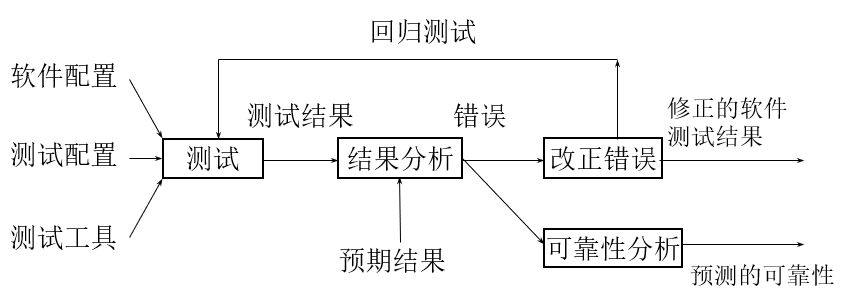 回归测试
软件配置
测试结果
错误
修正的软件
测试结果
测试配置
测试
结果分析
改正错误
测试工具
预期结果
可靠性分析
预测的可靠性